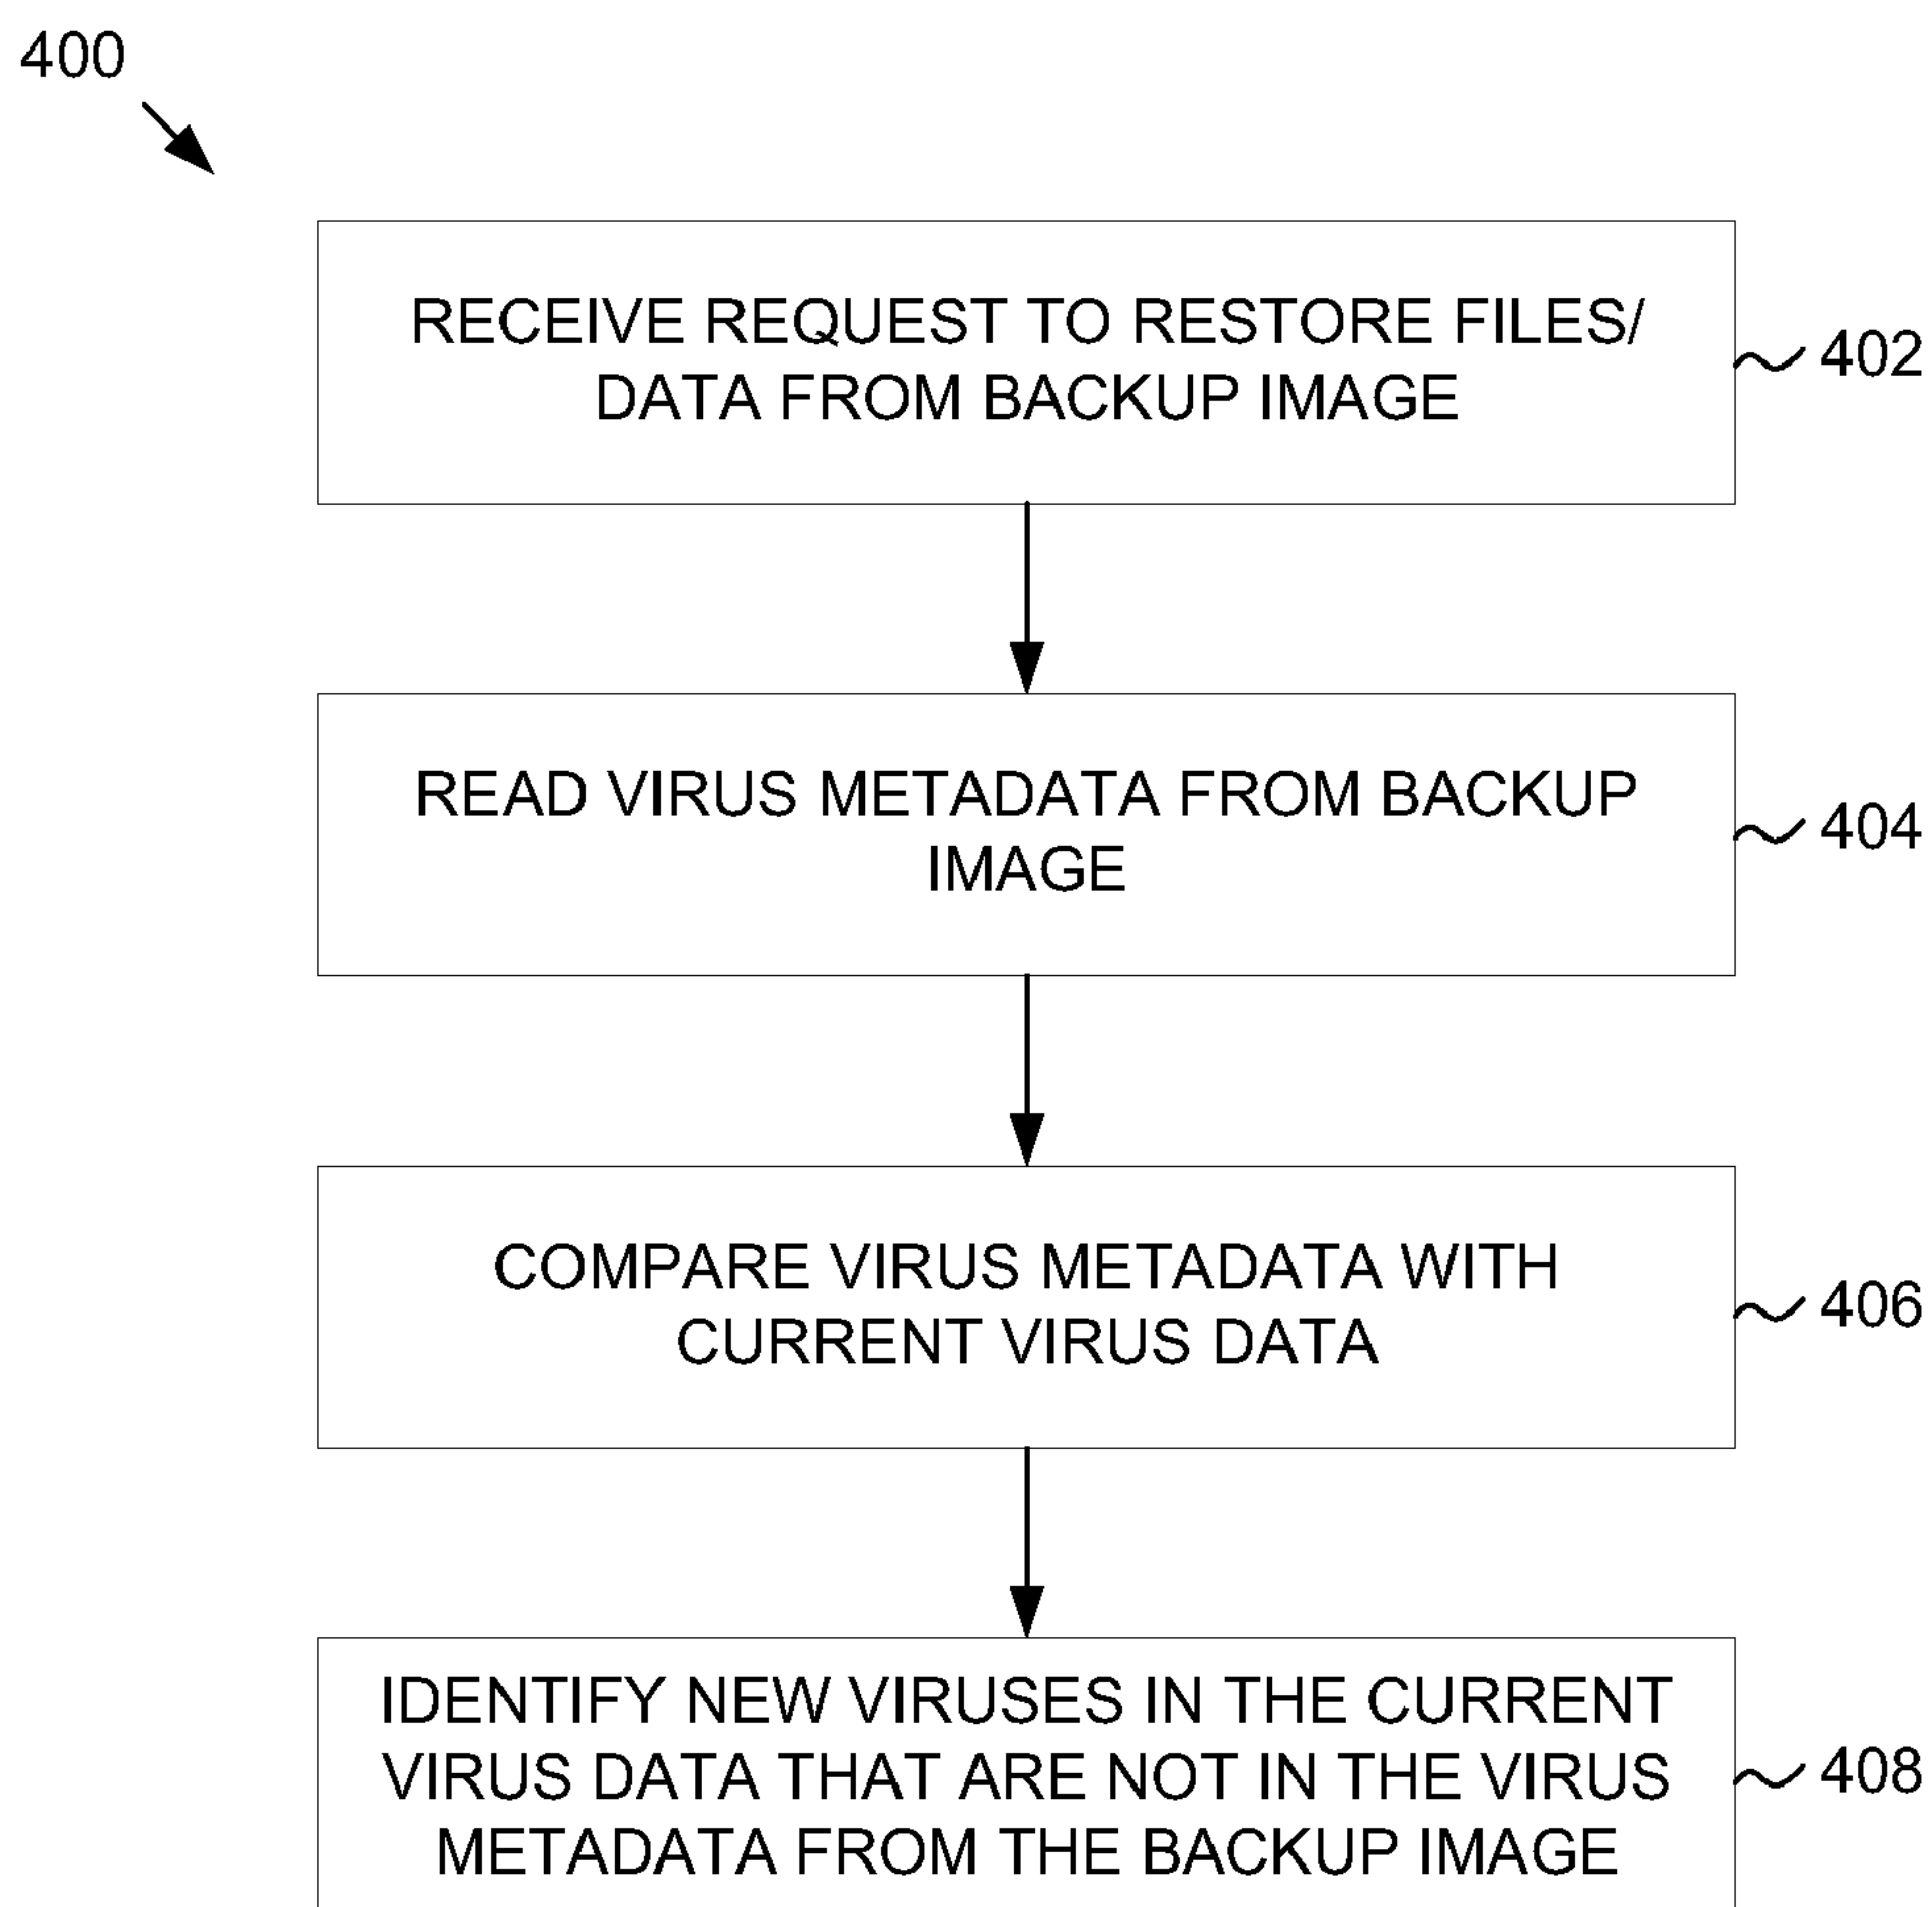 400
RECEIVE REQUEST TO RESTORE FILES/
DATA FROM BACKUP IMAGE
402
READ VIRUS METADATA FROM BACKUP
IMAGE
404
COMPARE VIRUS METADATA WITH
CURRENT VIRUS DATA
406
IDENTIFY NEW VIRUSES IN THE CURRENT
VIRUS DATA THAT ARE NOT IN THE VIRUS
METADATA FROM THE BACKUP IMAGE
408